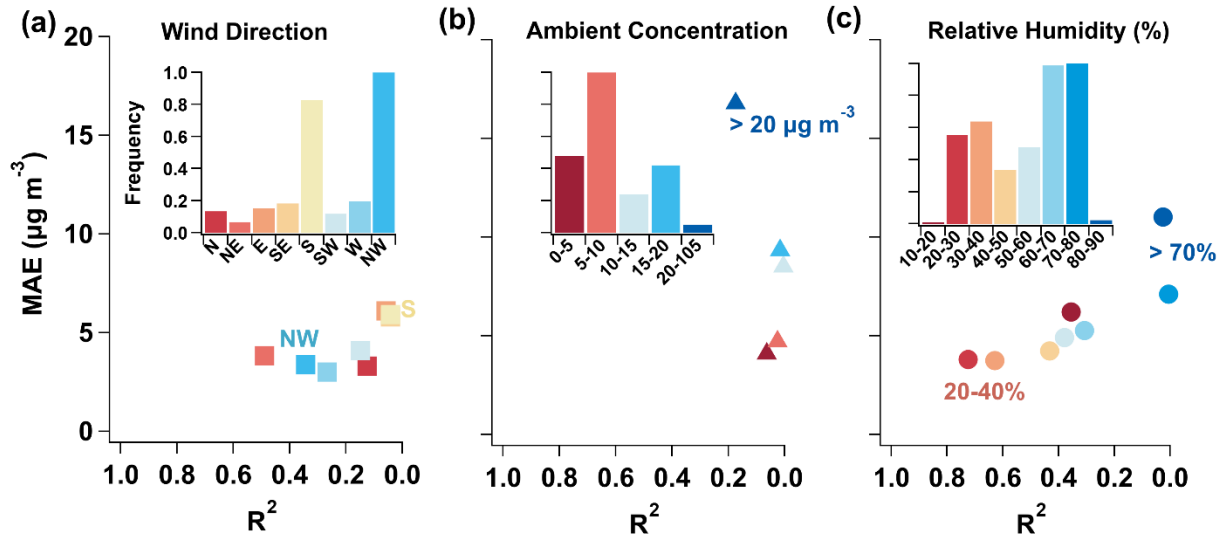 (a)
Wind Direction
20
15
10
5
0
MAE (µg m⁻³)
1.0
0.8
0.6
0.4
0.2
0.0
Frequency
N
NE
E
SE
S
SW
W
NW
NW
S
1.0 0.8 0.6 0.4 0.2 0.0
R²
(b)
Ambient Concentration
> 20 µg m⁻³
0-5
5-10
10-15
15-20
20-105
1.0 0.8 0.6 0.4 0.2 0.0
R²
(c)
Relative Humidity (%)
10-20
20-30
30-40
40-50
50-60
60-70
70-80
80-90
> 70%
20-40%
1.0 0.8 0.6 0.4 0.2 0.0
R²